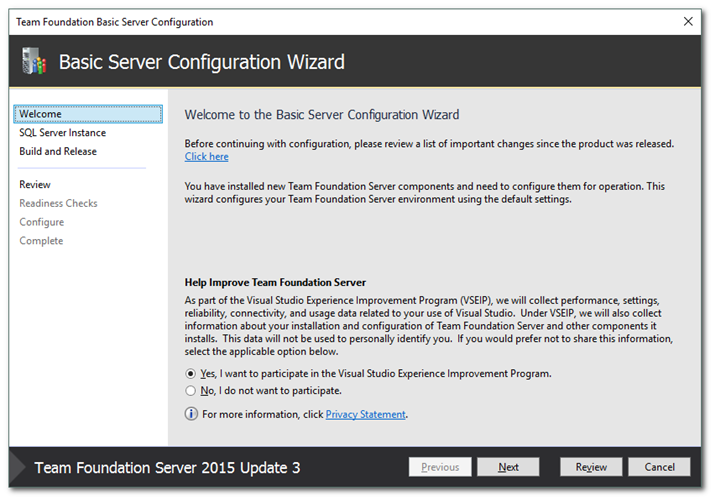 Team Foundation Basic Server Configuration
Basic Server Configuration Wizard
Welcome
SQL Server Instance
Build and Release
Review
Readiness Checks
Configure
Complete
Welcome to the Basic Server Configuration Wizard
Before continuing with configuration, please review a list of important changes since the product was released.
Click here
You have installed new Team Foundation Server components and need to configure them for operation. This
wizard configures your Team Foundation Server environment using the default settings.
Help Improve Team Foundation Server
As part of the Visual Studio Experience Improvement Program (VSEIP), we will collect performance, settings,
reliability, connectivity, and usage data related to your use of Visual Studio. Under VSEIP, we will also collect
information about your installation and configuration of Team Foundation Server and other components it
installs. This data will not be used to personally identify you. If you would prefer not to share this information,
select the applicable option below.
Yes, I want to participate in the Visual Studio Experience Improvement Program.
No, I do not want to participate.
For more information, click Privacy Statement.
Team Foundation Server 2015 Update 3
Previous
Next
Review
Cancel